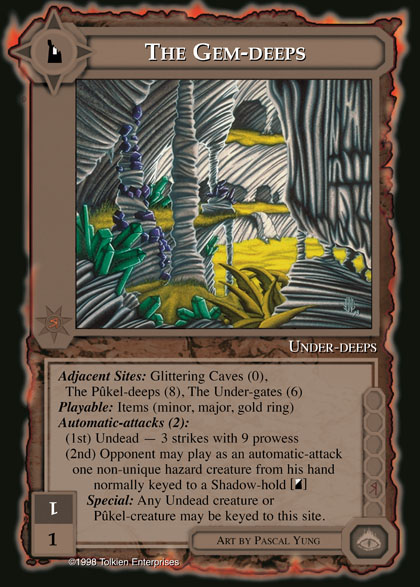 The Gem-deeps
Under-deeps
Adjacent Sites: Glittering Caves (0),
The Pûkel-deeps (8), The Under-gates (6)
Playable: Items (minor, major, gold ring)
Automatic-attacks (2):
(1st) Undead — 3 strikes with 9 prowess
(2nd) Opponent may play as an automatic-attack
one non-unique hazard creature from his hand
normally keyed to a Shadow-hold []
Special: Any Undead creature or
Pûkel-creature may be keyed to this site.
1
1
Art by Pascal Yung
©1998 Tolkien Enterprises